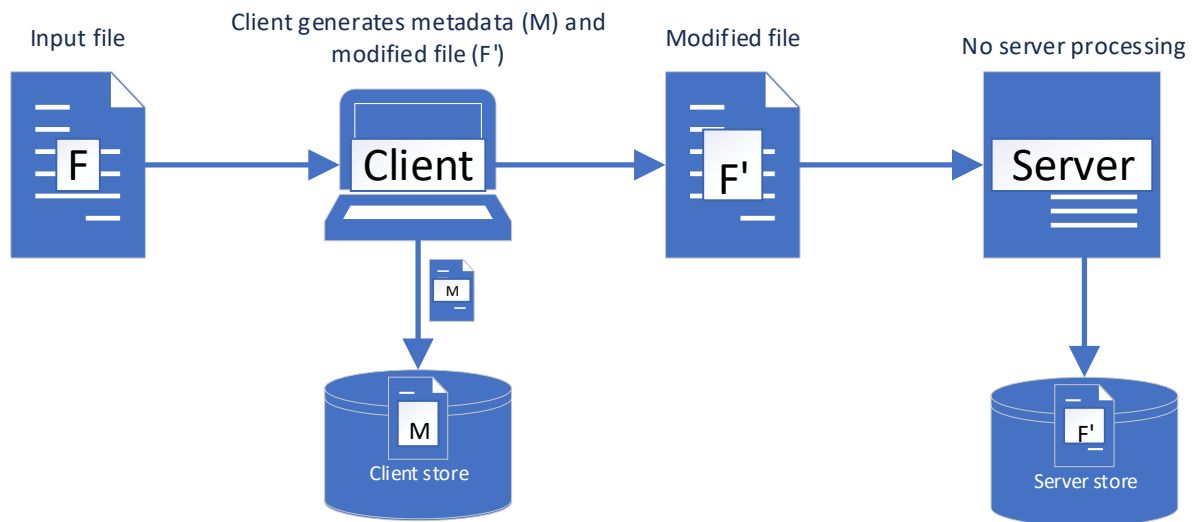 Input file
Client generates metadata (M) and
modified file (F')
Modified file
No server processing
F
Client
F'
Server
M
M
Client store
F'
Server store